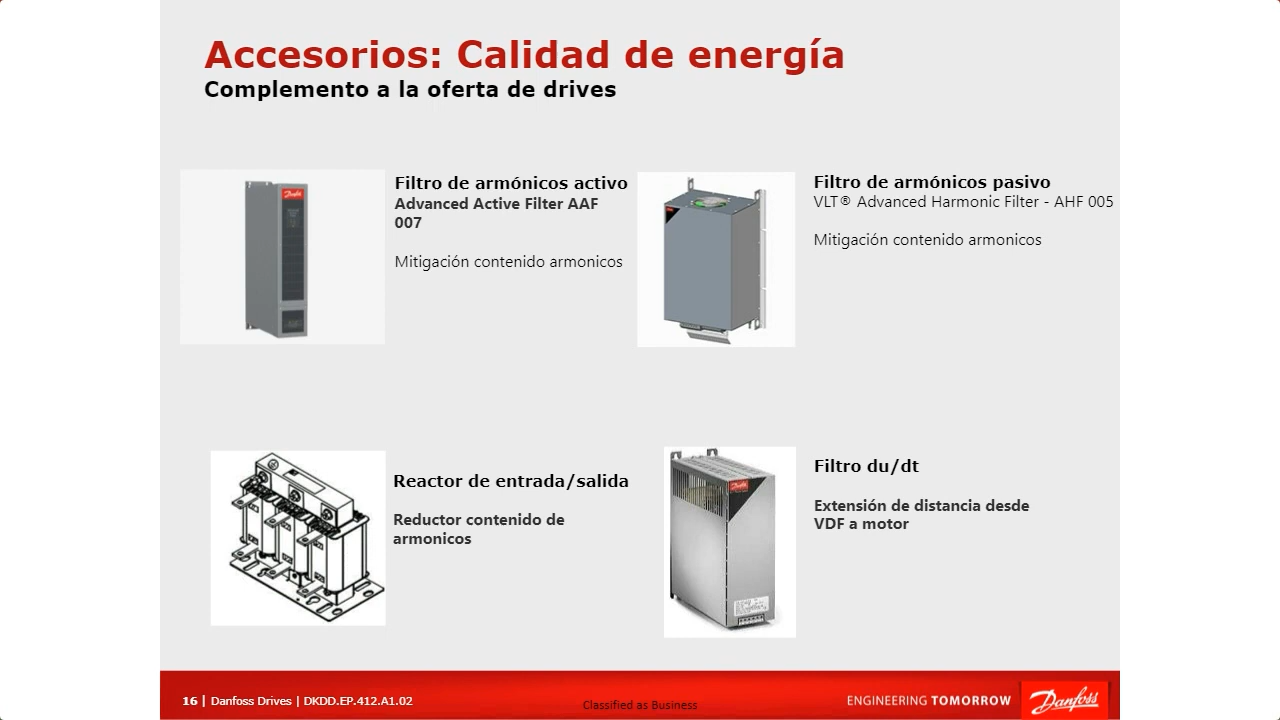 Accesorios: Calidad de energía
Complemento a la oferta de drives
Filtro de armónicos activo
Advanced Active Filter AAF
007
Mitigación contenido armonicos
Filtro de armónicos pasivo
VLT® Advanced Harmonic Filter - AHF 005
Mitigación contenido armonicos
Reactor de entrada/salida
Reductor contenido de
armonicos
Filtro du/dt
Extensión de distancia desde
VDF a motor
16 | Danfoss Drives | DKDD.EP.412.A1.02
Classified as Business
ENGINEERING TOMORROW
Danfoss